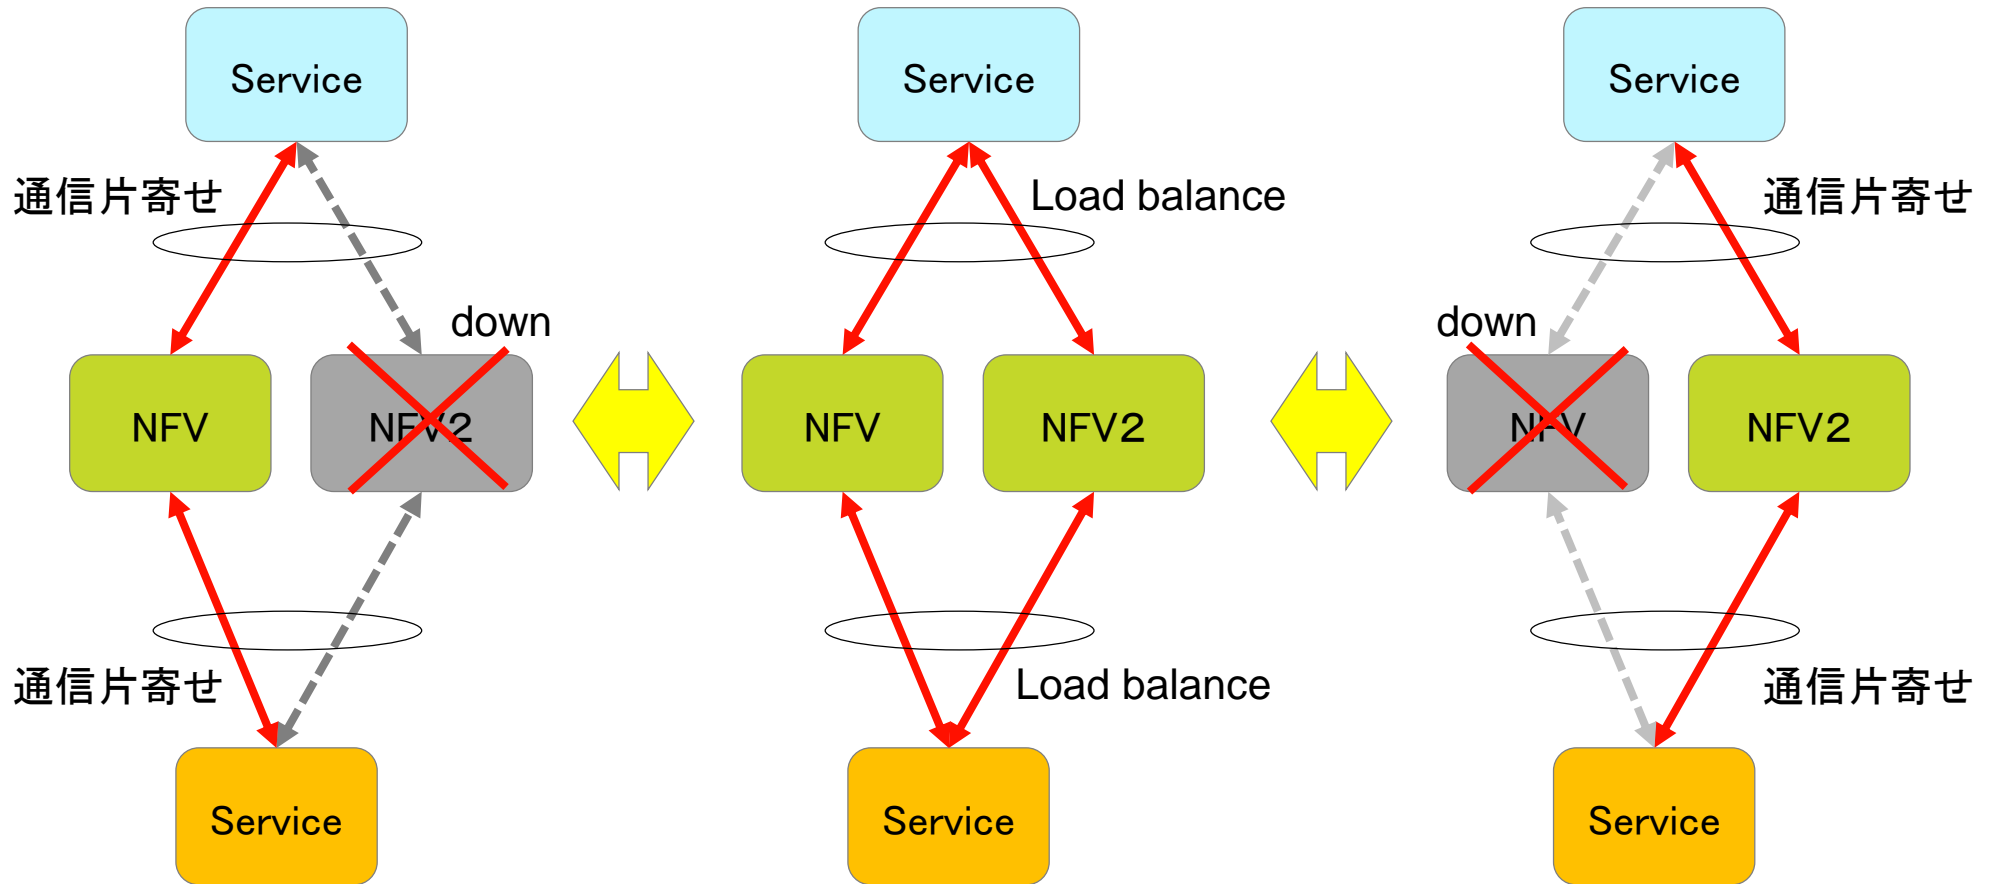 Service
Service
Service
通信片寄せ
Load balance
通信片寄せ
down
down
NFV
NFV2
NFV
NFV2
NFV
NFV2
通信片寄せ
Load balance
通信片寄せ
Service
Service
Service